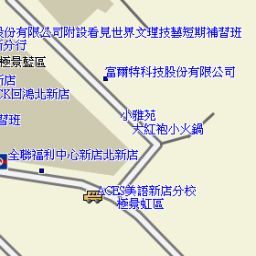 股份有限公司附設看見世界文理技藝短期補習班
新分行
極景藍區
新店
富爾特科技股份有限公司
CK回鴻北新店
小雅苑
大紅袍小火鍋
習班
全聯福利中心新店北新店
ACES美語新店分校
極景虹區